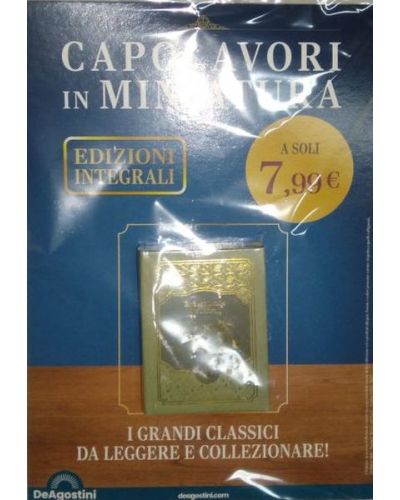 CAPOLAVORI
IN MINIATURA
EDIZIONI
INTEGRALI
A SOLI
7,99 €
I GRANDI CLASSICI
DA LEGGERE E COLLEZIONARE!
DeAgostini
deagostini.com